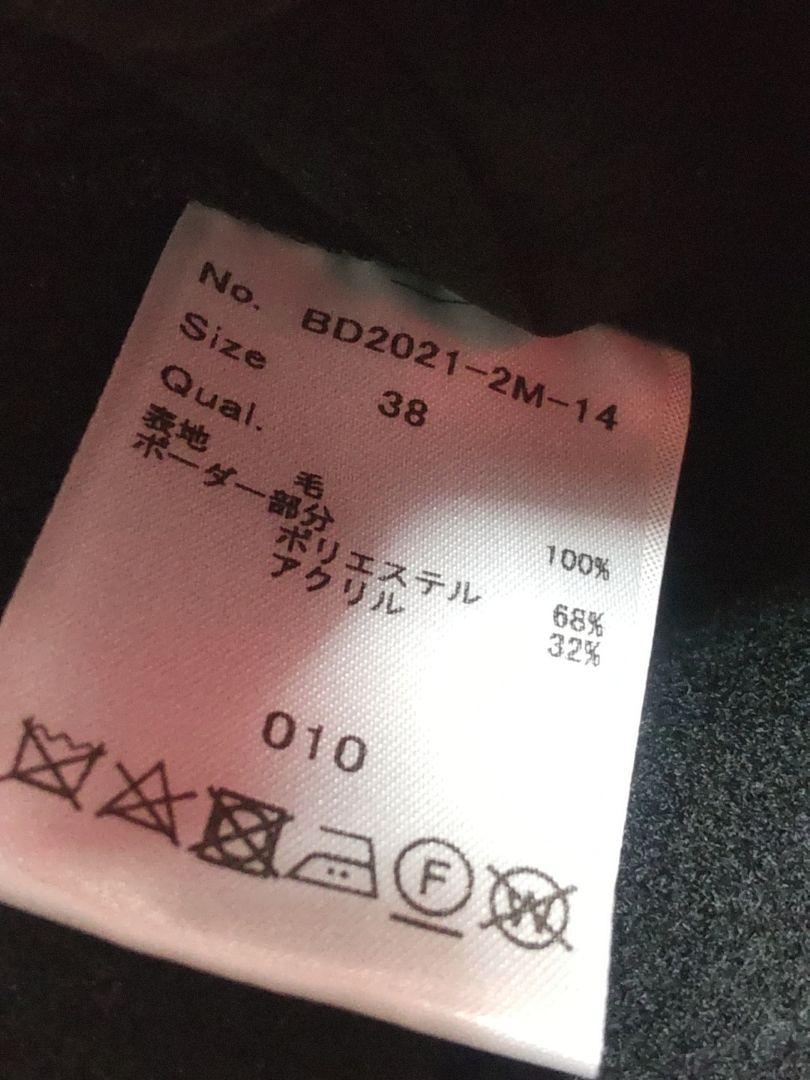 No. BD2021-2M-14
Size 38
Qual.
表地
毛 100%
ボーダー部分
ポリエステル 68%
アクリル 32%
010
F W